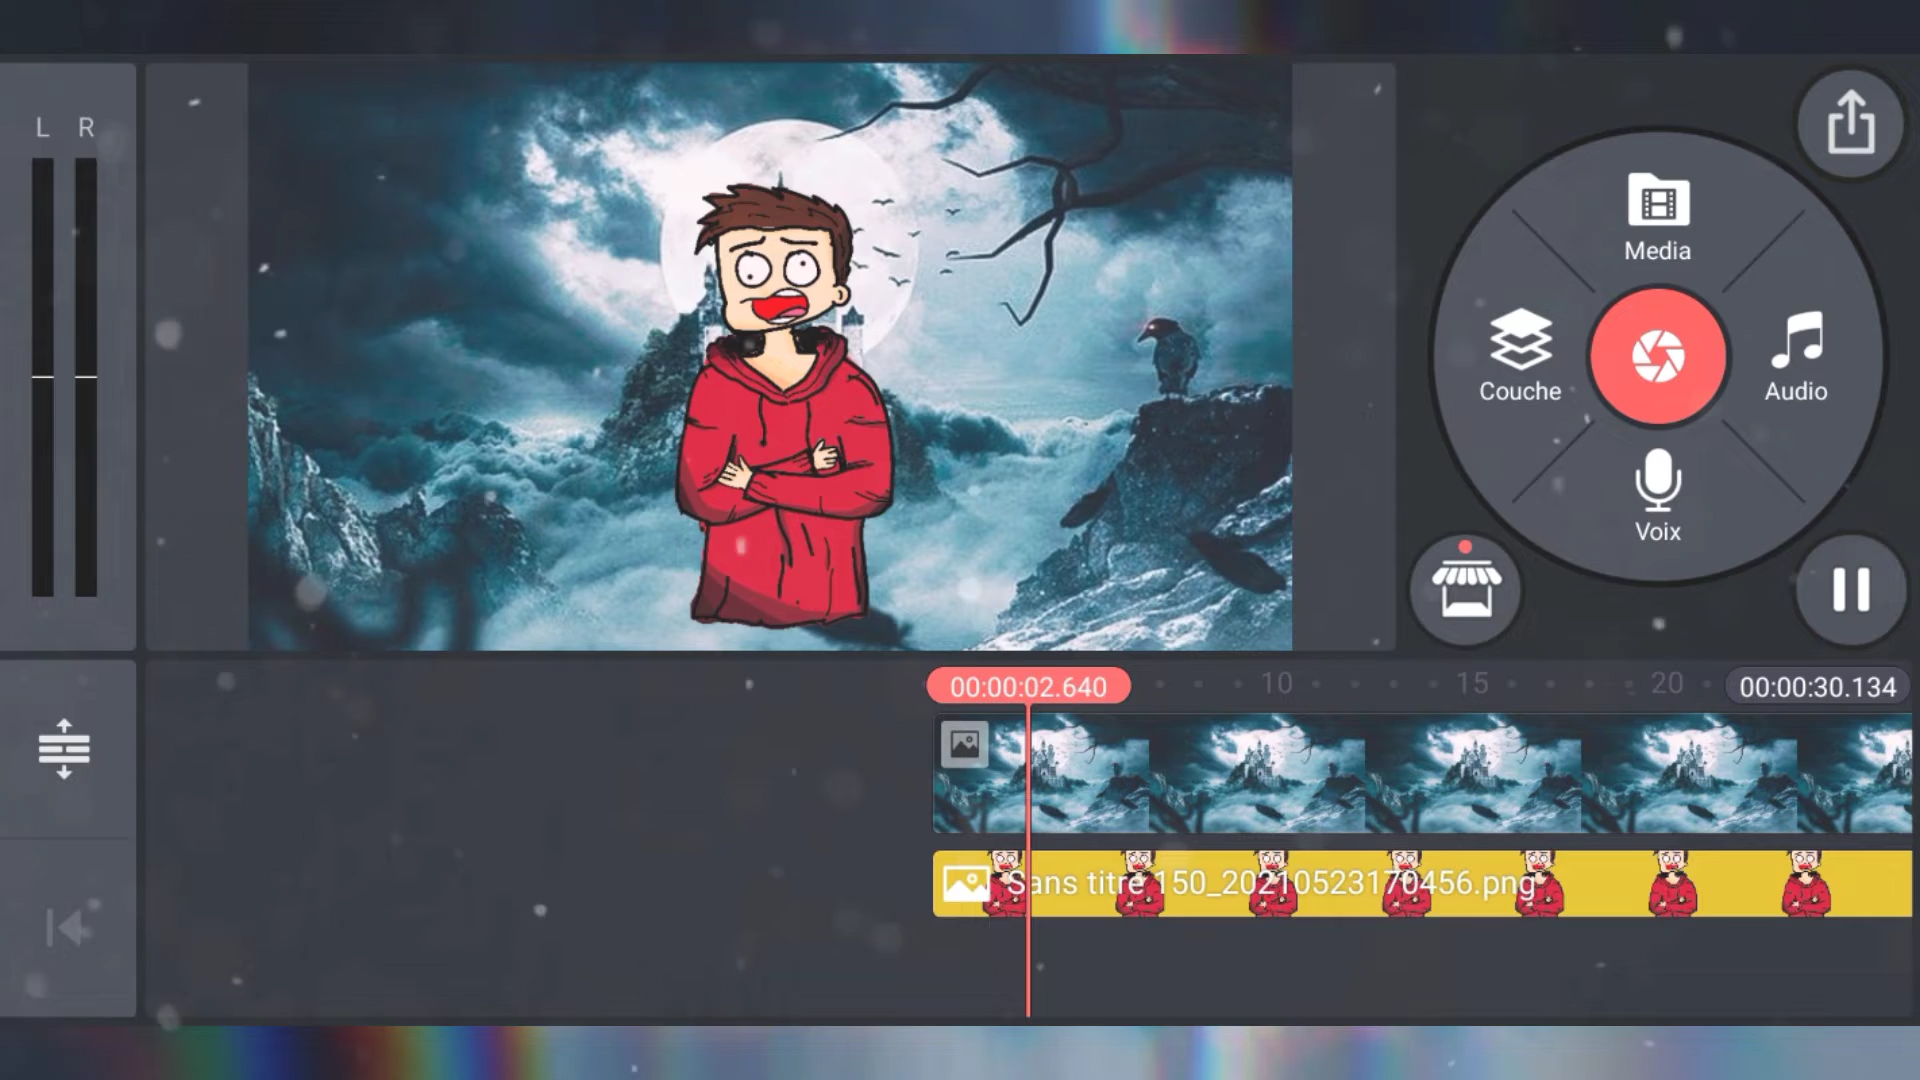 L R
Media
Couche
Audio
Voix
00:00:02.640
10
15
20
00:00:30.134
Sans titre 150_20210523170456.png